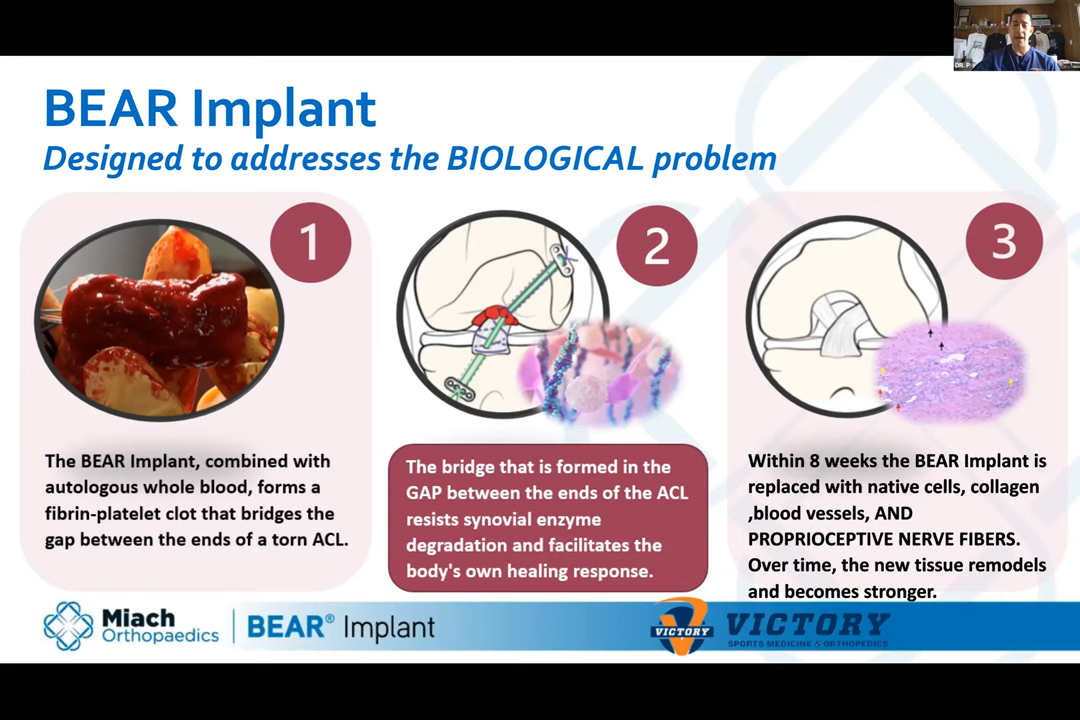 DR. P
BEAR Implant
Designed to addresses the BIOLOGICAL problem
1
The BEAR Implant, combined with
autologous whole blood, forms a
fibrin-platelet clot that bridges the
gap between the ends of a torn ACL.
2
The bridge that is formed in the
GAP between the ends of the ACL
resists synovial enzyme
degradation and facilitates the
body's own healing response.
3
Within 8 weeks the BEAR Implant is
replaced with native cells, collagen
,blood vessels, AND
PROPRIOCEPTIVE NERVE FIBERS.
Over time, the new tissue remodels
and becomes stronger.
Miach
Orthopaedics
BEAR® Implant
VICTORY
VICTORY
SPORTS MEDICINE & ORTHOPEDICS